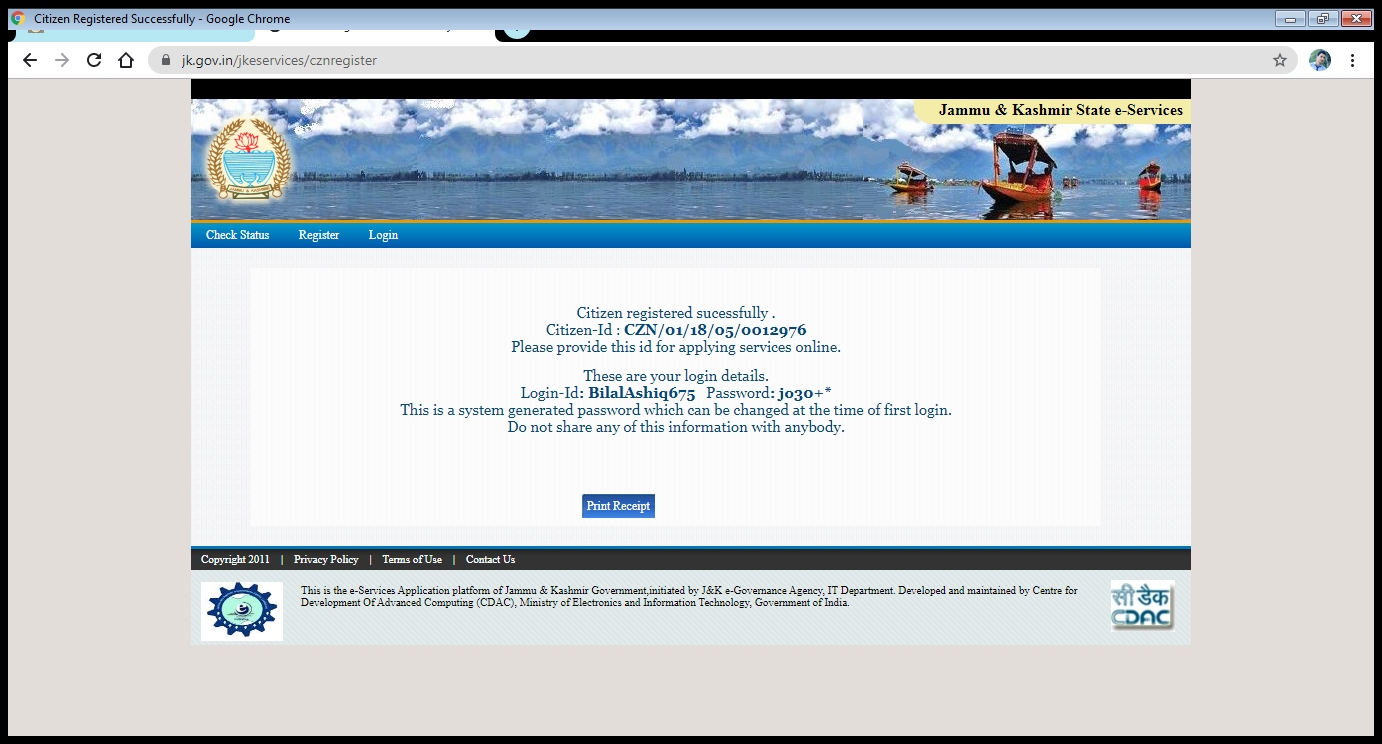 Citizen Registered Successfully - Google Chrome
jk.gov.in/jkeservices/cznregister
Jammu & Kashmir State e-Services
JAMMU & KASHMIR
Check Status Register Login
Citizen registered sucessfully .
Citizen-Id : CZN/01/18/05/0012976
Please provide this id for applying services online.
These are your login details.
Login-Id: BilalAshiq675 Password: jo30+*
This is a system generated password which can be changed at the time of first login.
Do not share any of this information with anybody.
Print Receipt
Copyright 2011 | Privacy Policy | Terms of Use | Contact Us
This is the e-Services Application platform of Jammu & Kashmir Government,initiated by J&K e-Governance Agency, IT Department. Developed and maintained by Centre for
Development Of Advanced Computing (CDAC), Ministry of Electronics and Information Technology, Government of India.
सी डैक
CDAC